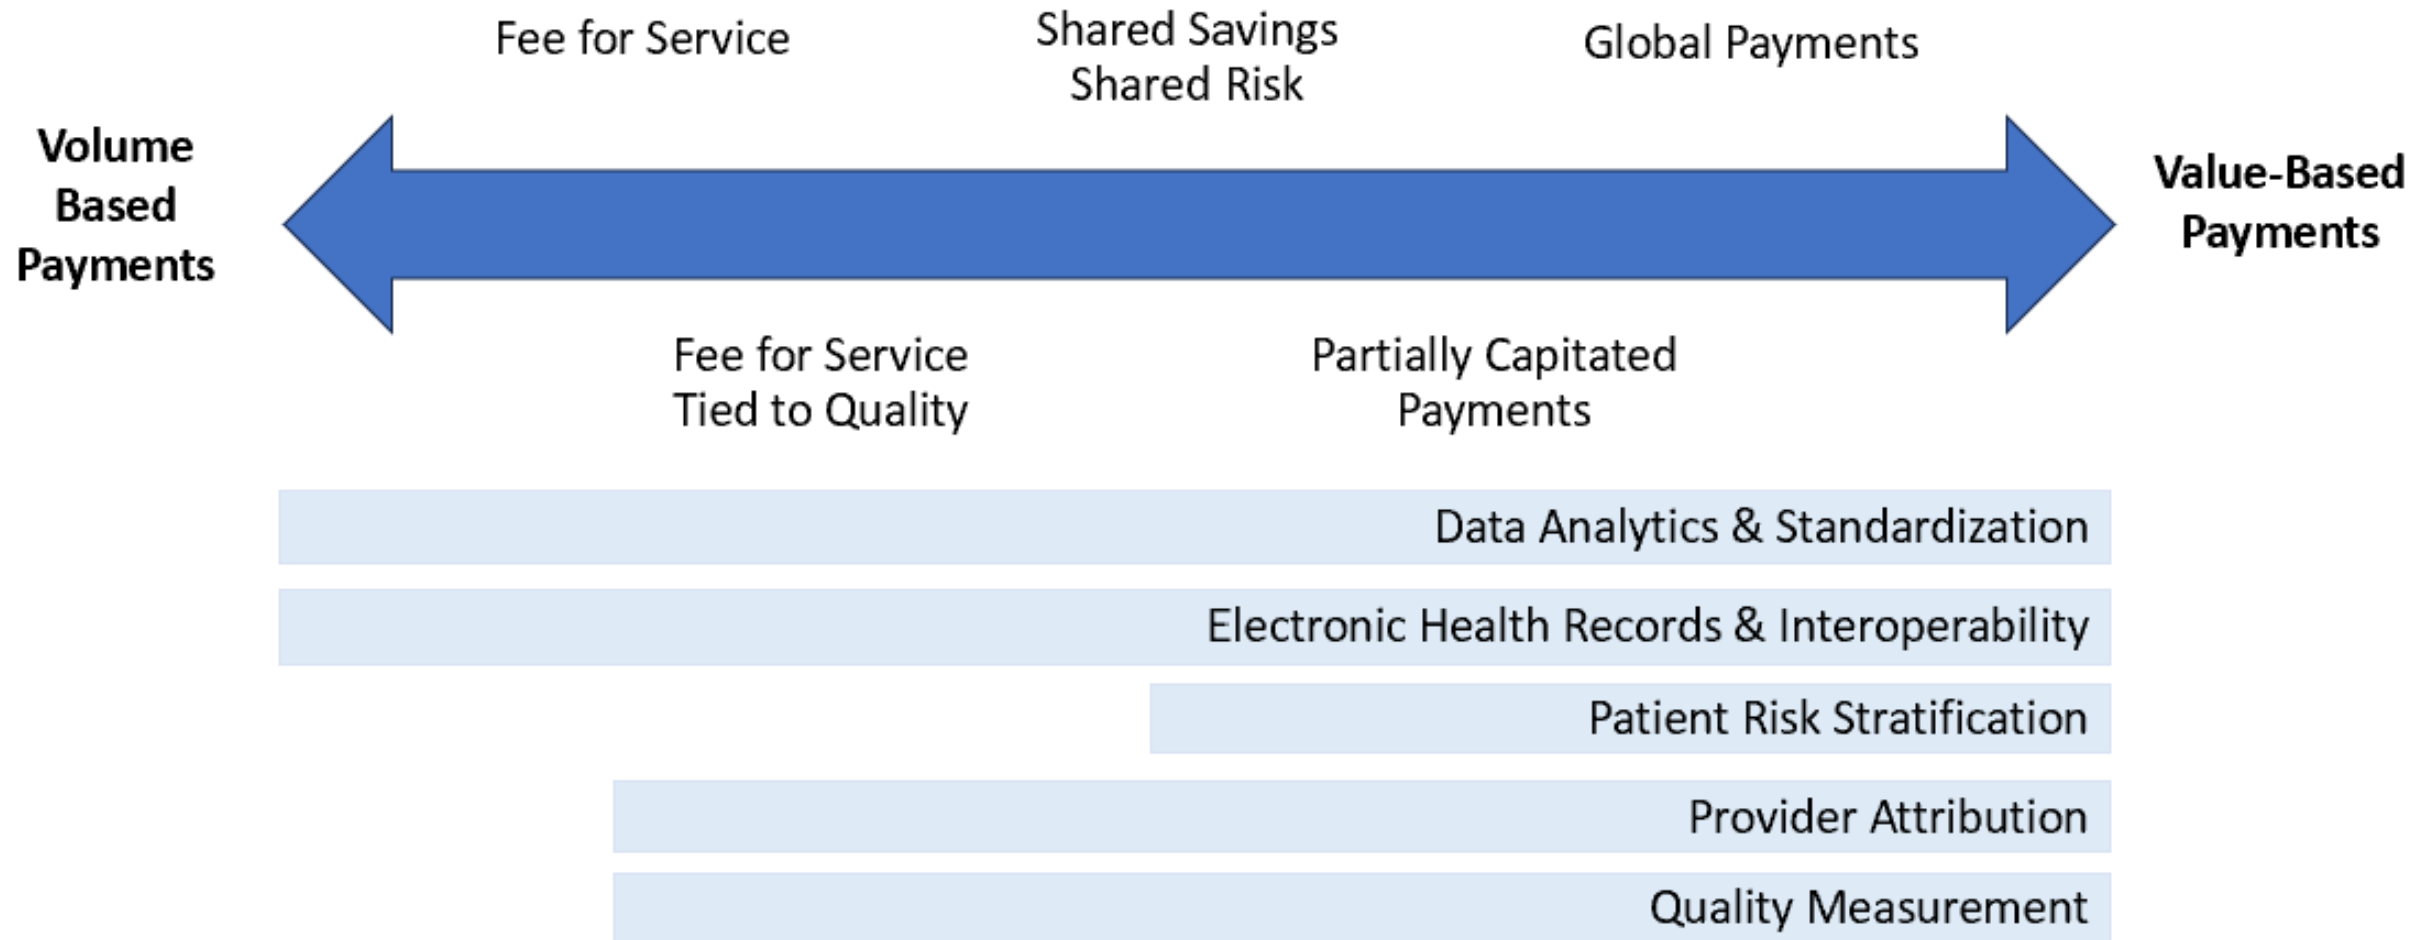 Fee for Service
Shared Savings
Shared Risk
Global Payments
Volume
Based
Payments
Value-Based
Payments
Fee for Service
Tied to Quality
Partially Capitated
Payments
Data Analytics & Standardization
Electronic Health Records & Interoperability
Patient Risk Stratification
Provider Attribution
Quality Measurement